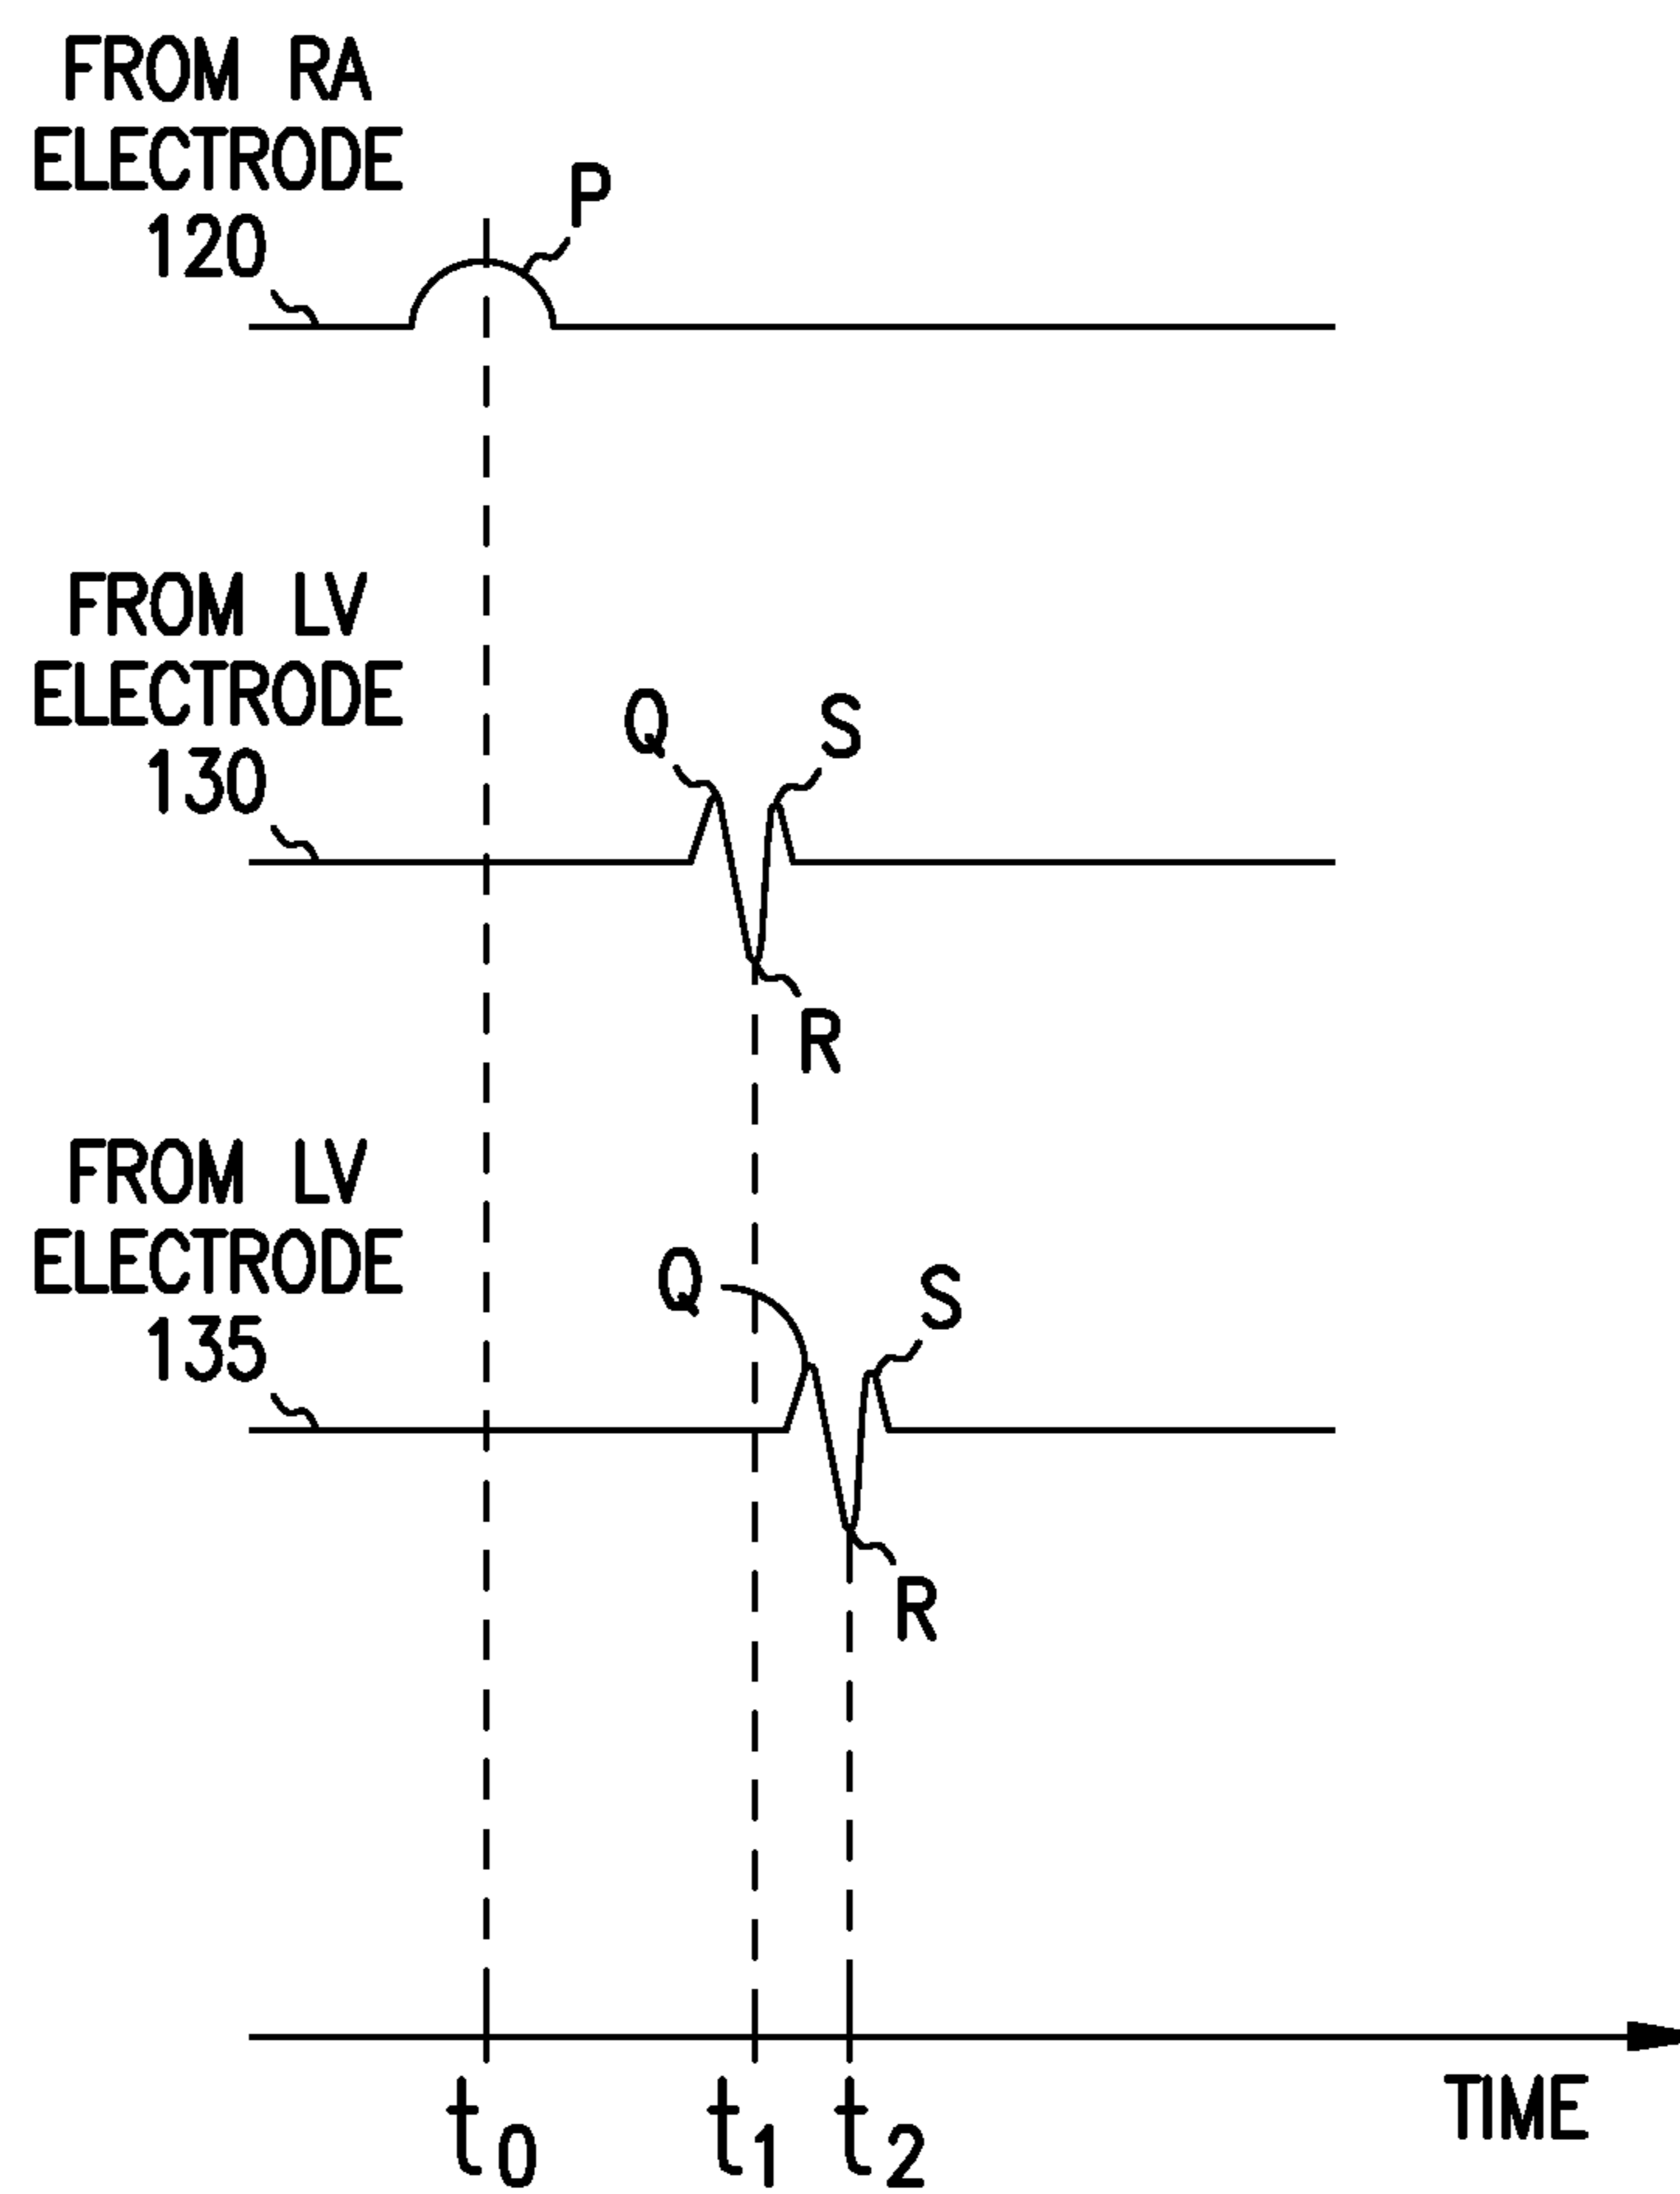 FROM RA
ELECTRODE
120
P
FROM LV
ELECTRODE
130
Q
S
R
FROM LV
ELECTRODE
135
Q
S
R
t0
t1
t2
TIME